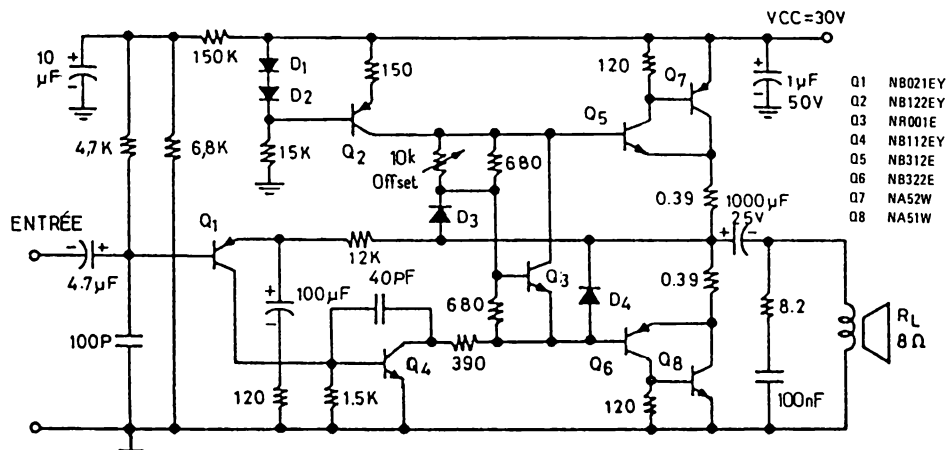 VCC=30V
10 µF
+
-
150K
D1
D2
150
Q2
15K
4,7K
6,8K
10k
Offset
680
D3
120
Q7
Q5
+
-
1µF
50V
Q1 NB021EY
Q2 NB122EY
Q3 NR001E
Q4 NB112EY
Q5 NB312E
Q6 NB322E
Q7 NA52W
Q8 NA51W
0.39
1000µF
25V
+
-
ENTRÉE
-
+
4.7µF
Q1
12K
+
-
100µF
40PF
Q3
680
D4
0.39
8.2
RL
8Ω
100P
Q4
390
Q6
Q8
120
1.5K
120
100nF